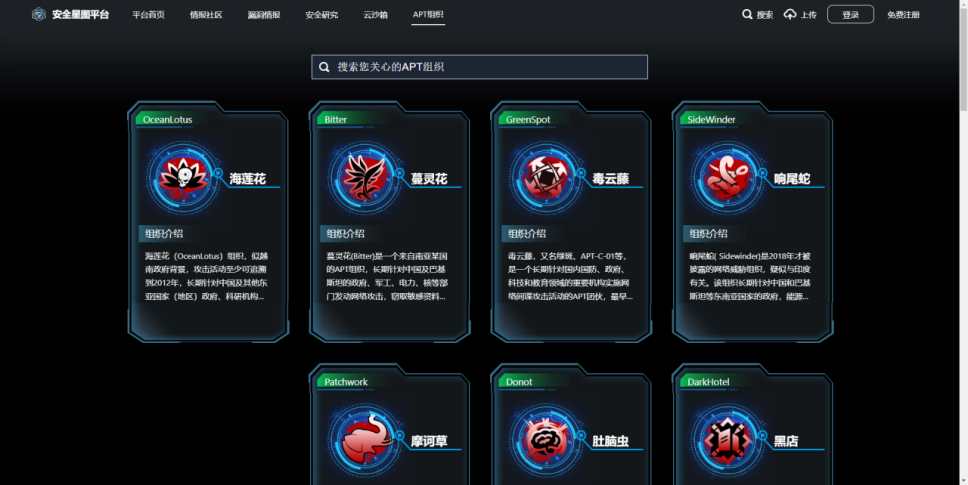 安全星图平台
平台首页
情报社区
漏洞情报
安全研究
云沙箱
APT组织
搜索
上传
登录
免费注册
搜索您关心的APT组织
OceanLotus
海莲花
组织介绍
海莲花（OceanLotus）组织，似越
南政府背景，攻击活动至少可追溯
到2012年，长期针对中国及其他东
亚国家（地区）政府、科研机构...
Bitter
蔓灵花
组织介绍
蔓灵花(Bitter)是一个来自南亚某国
的APT组织，长期针对中国及巴基
斯坦的政府、军工、电力、核等部
门发动网络攻击，窃取敏感资料...
GreenSpot
毒云藤
组织介绍
毒云藤，又名绿斑，APT-C-01等，
是一个长期针对国内国防、政府、
科技和教育领域的重要机构实施网
络间谍攻击活动的APT团伙，最早...
SideWinder
响尾蛇
组织介绍
响尾蛇( Sidewinder)是2018年才被
披露的网络威胁组织，疑似与印度
有关。该组织长期针对中国和巴基
斯坦等东南亚国家的政府，能源...
Patchwork
摩诃草
Donot
肚脑虫
DarkHotel
黑店